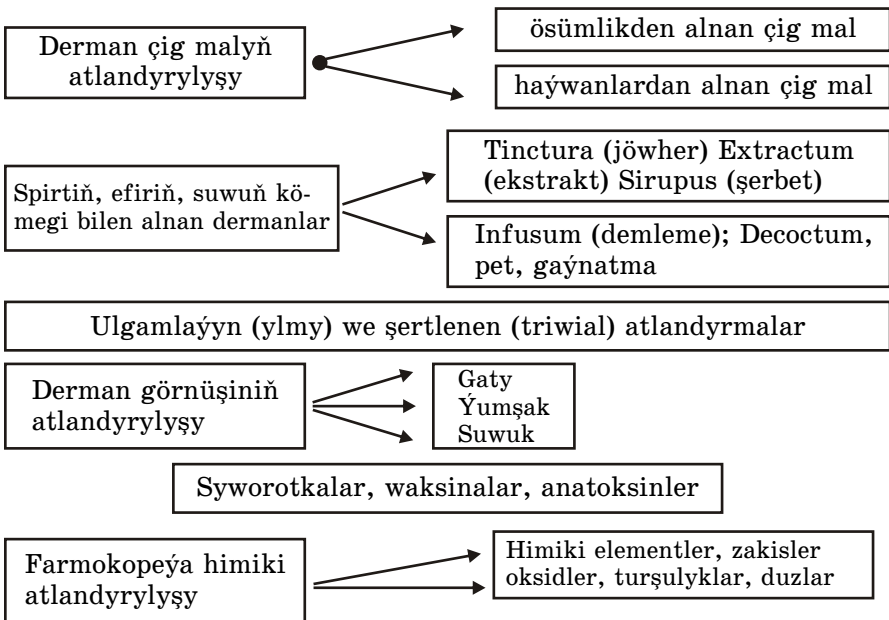 Derman çig malyň
atlandyrylyşy
ösümlikden alnan çig mal
haýwanlardan alnan çig mal
Spirtiň, efiriň, suwuň kö-
megi bilen alnan dermanlar
Tinctura (jöwher) Extractum
(ekstrakt) Sirupus (şerbet)
Infusum (demleme); Decoctum,
pet, gaýnatma
Ulgamlaýyn (ylmy) we şertlenen (triwial) atlandyrmalar
Derman görnüşiniň
atlandyrylyşy
Gaty
Ýumşak
Suwuk
Syworotkalar, waksinalar, anatoksinler
Farmokopeýa himiki
atlandyrylyşy
Himiki elementler, zakisler
oksidler, turşulyklar, duzlar